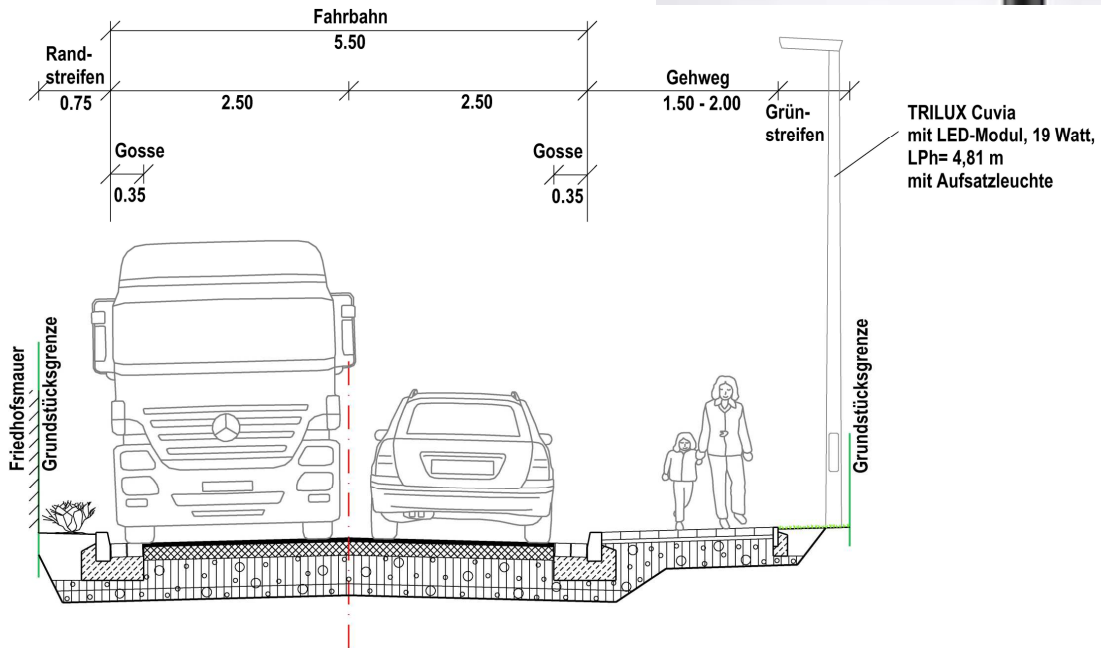 Fahrbahn
5.50
Rand-
streifen
0.75
2.50
2.50
Gehweg
1.50 - 2.00
Grün-
streifen
Gosse
0.35
Gosse
0.35
TRILUX Cuvia
mit LED-Modul, 19 Watt,
LPh= 4,81 m
mit Aufsatzleuchte
Friedhofsmauer
Grundstücksgrenze
Grundstücksgrenze